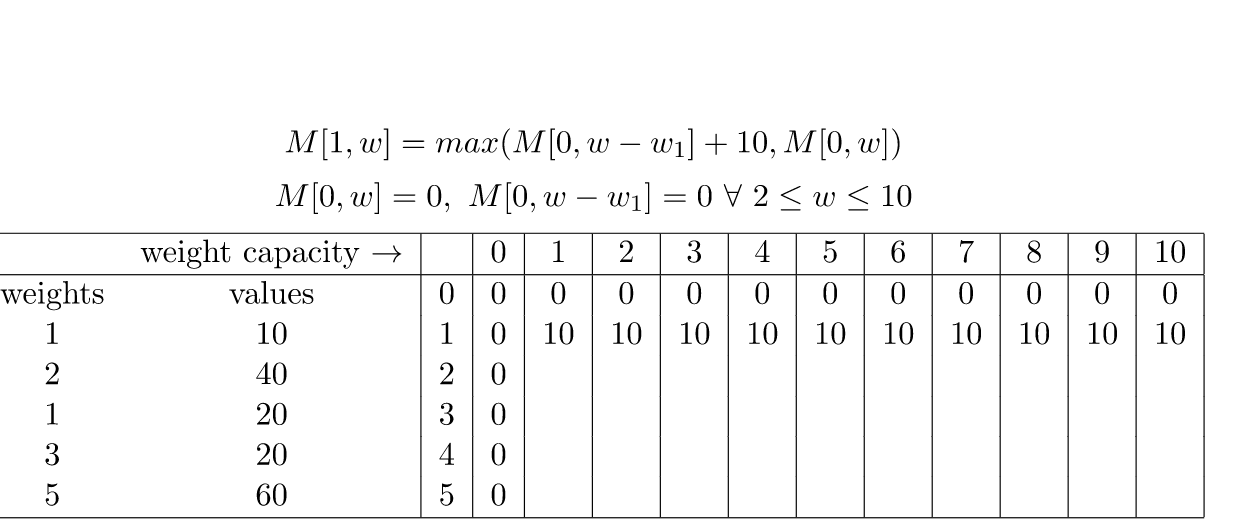 M[1, w] = max(M[0, w − w₁] + 10, M[0, w])
M[0, w] = 0, M[0, w − w₁] = 0 ∀ 2 ≤ w ≤ 10
weight capacity → 0 1 2 3 4 5 6 7 8 9 10
weights values 0 0 0 0 0 0 0 0 0 0 0 0
1 10 1 0 10 10 10 10 10 10 10 10 10 10
2 40 2 0
1 20 3 0
3 20 4 0
5 60 5 0